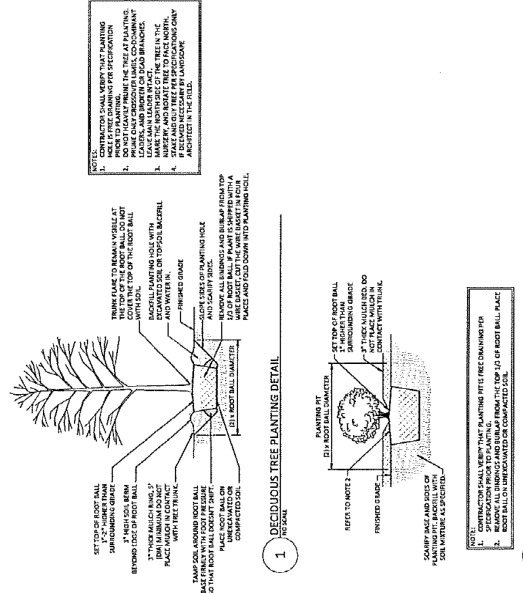 NOTES:
1. CONTRACTOR SHALL VERIFY THAT PLANTING
HOLE IS FREE DRAINING PER SPECIFICATION
PRIOR TO PLANTING.
2. DO NOT HEAVILY PRUNE THE TREE AT PLANTING.
PRUNE ONLY CROSSOVER LIMBS, CO-DOMINANT
LEADERS, AND BROKEN OR DEAD BRANCHES.
LEAVE MAIN LEADER INTACT.
3. MARK THE NORTH SIDE OF THE TREE IN THE
NURSERY, AND ROTATE TREE TO FACE NORTH.
4. STAKE AND GUY TREE PER SPECIFICATIONS ONLY
IF DEEMED NECESSARY BY LANDSCAPE
ARCHITECT IN THE FIELD.
TRUNK FLARE TO REMAIN VISIBLE AT
THE TOP OF THE ROOT BALL. DO NOT
COVER THE TOP OF THE ROOT BALL
WITH SOIL.
BACKFILL PLANTING HOLE WITH
EXCAVATED SOIL OR TOPSOIL BACKFILL
AND WATER IN.
FINISHED GRADE
SLOPE SIDES OF PLANTING HOLE
AND SCARIFY SIDES.
REMOVE ALL BINDINGS AND BURLAP FROM TOP
1/3 OF ROOT BALL. IF PLANT IS SHIPPED WITH A
WIRE BASKET, CUT THE WIRE BASKET IN FOUR
PLACES AND FOLD DOWN INTO PLANTING HOLE.
SET TOP OF ROOT BALL
1"-2" HIGHER THAN
SURROUNDING GRADE
3" HIGH SOIL BERM
BEYOND EDGE OF ROOT BALL
3" THICK MULCH RING, 5'
(DIA) MINIMUM DO NOT
PLACE MULCH IN CONTACT
WITH TREE TRUNK.
TAMP SOIL AROUND ROOT BALL
BASE FIRMLY WITH FOOT PRESSURE
SO THAT ROOT BALL DOESN'T SHIFT.
PLACE ROOT BALL ON
UNEXCAVATED OR
COMPACTED SOIL.
(2) x ROOT BALL DIAMETER
1
DECIDUOUS TREE PLANTING DETAIL
NO SCALE
PLANTING PIT
(2) x ROOT BALL DIAMETER
SET TOP OF ROOT BALL
1" HIGHER THAN
SURROUNDING GRADE
3" THICK MULCH BED. DO
NOT PLACE MULCH IN
CONTACT WITH TRUNK.
REFER TO NOTE 2
FINISHED GRADE
SCARIFY BASE AND SIDES OF
PLANTING PIT, BACKFILL WITH
SOIL MIXTURE AS SPECIFIED.
NOTE:
1. CONTRACTOR SHALL VERIFY THAT PLANTING PIT IS FREE DRAINING PER
SPECIFICATION PRIOR TO PLANTING.
2. REMOVE ALL BINDINGS AND BURLAP FROM THE TOP 1/3 OF ROOT BALL. PLACE
ROOT BALL ON UNEXCAVATED OR COMPACTED SOIL.